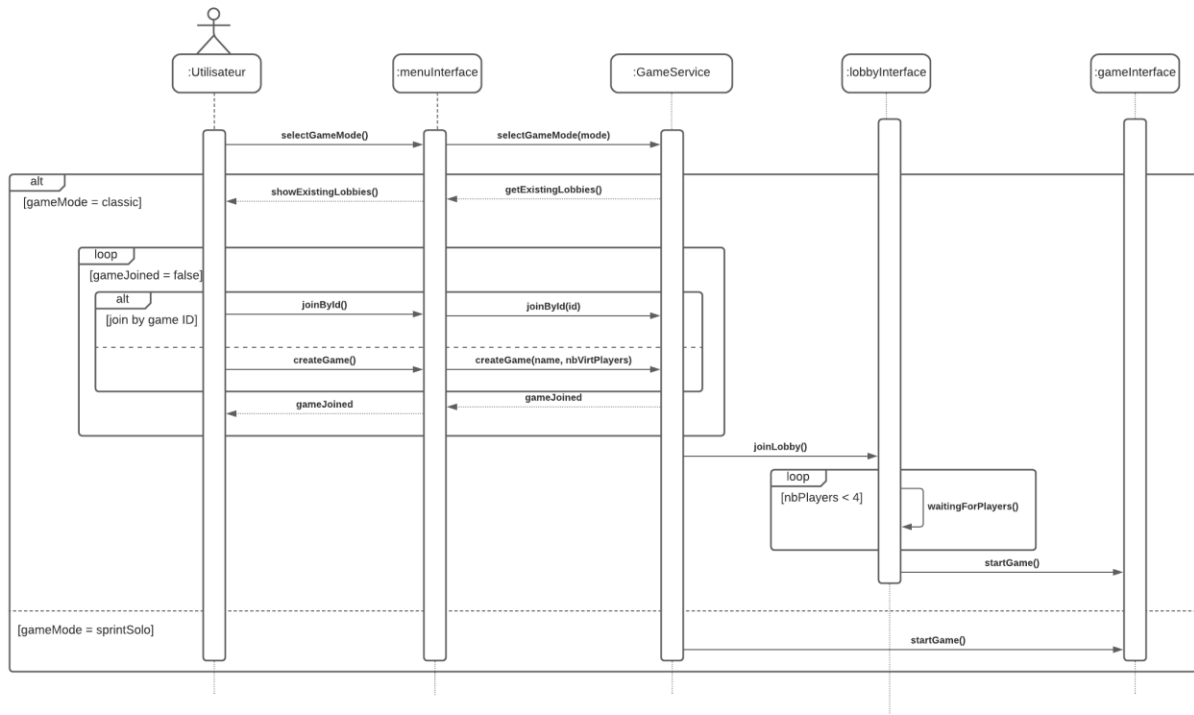 :Utilisateur
:menuInterface
:GameService
:lobbyInterface
:gameInterface
selectGameMode()
selectGameMode(mode)
alt
[gameMode = classic]
showExistingLobbies()
getExistingLobbies()
loop
[gameJoined = false]
alt
[join by game ID]
joinById()
joinById(id)
createGame()
createGame(name, nbVirtPlayers)
gameJoined
gameJoined
joinLobby()
loop
[nbPlayers < 4]
waitingForPlayers()
startGame()
[gameMode = sprintSolo]
startGame()